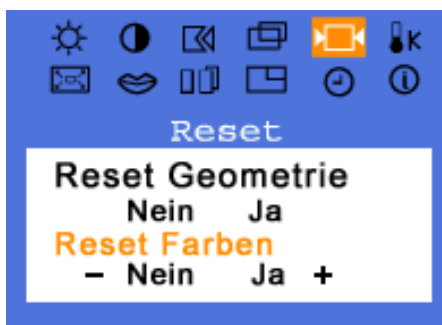 K
Reset
Reset Geometrie
Nein Ja
Reset Farben
– Nein Ja +